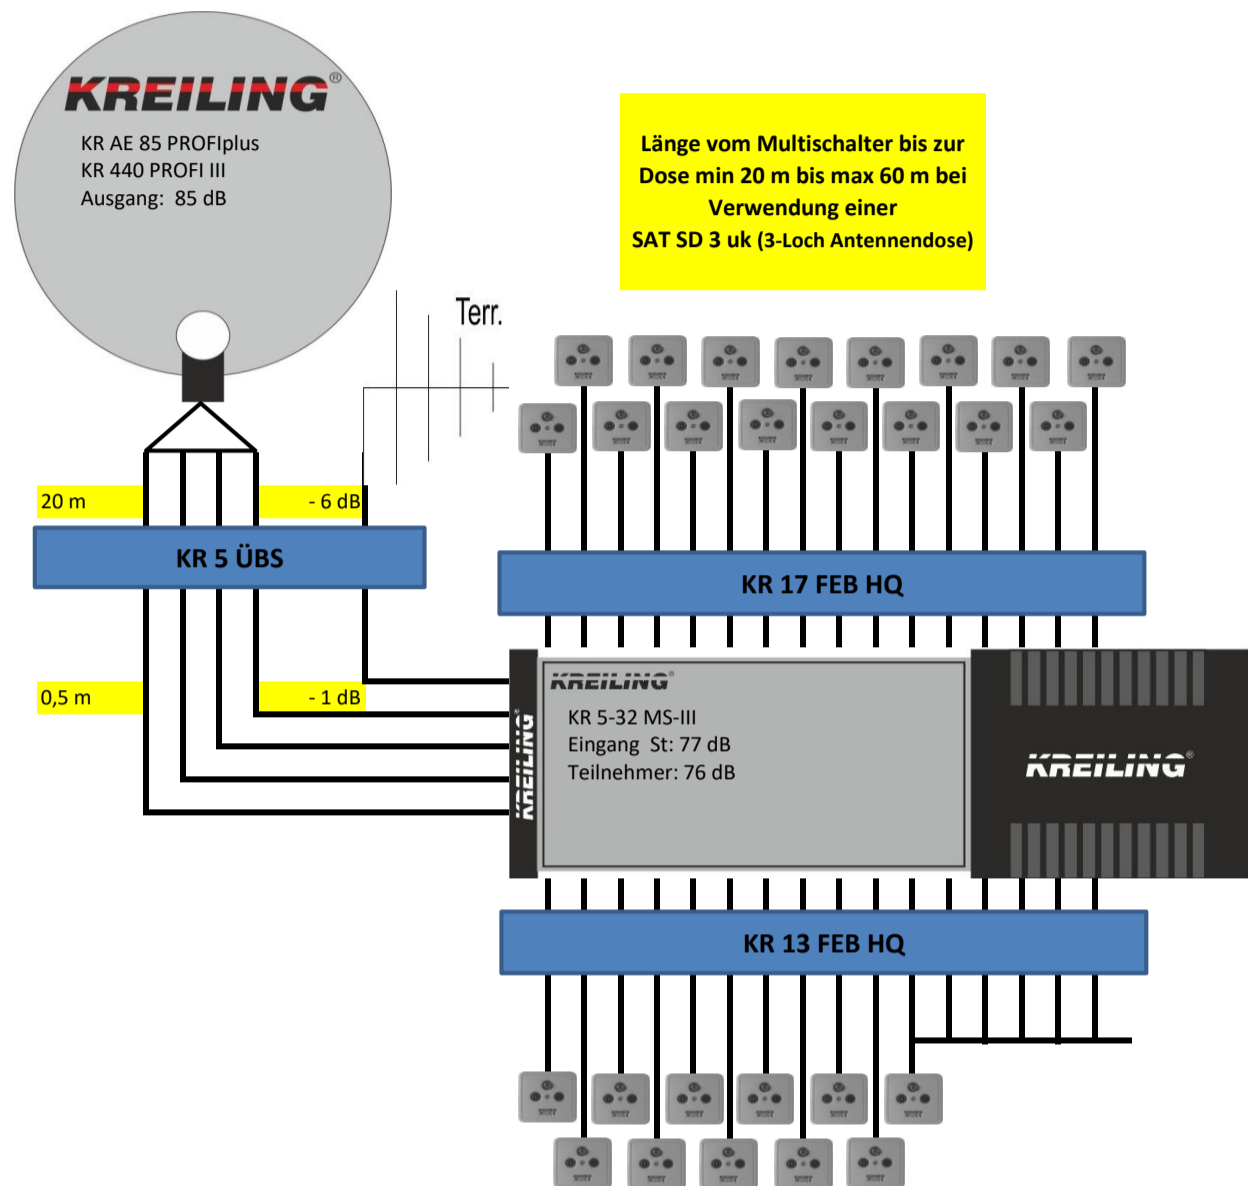 KREILING®
KR AE 85 PROFIplus
KR 440 PROFI III
Ausgang: 85 dB
Länge vom Multischalter bis zur
Dose min 20 m bis max 60 m bei
Verwendung einer
SAT SD 3 uk (3-Loch Antennendose)
Terr.
20 m
- 6 dB
KR 5 ÜBS
KR 17 FEB HQ
0,5 m
- 1 dB
KREILING
KREILING®
KR 5-32 MS-III
Eingang St: 77 dB
Teilnehmer: 76 dB
KREILING®
KR 13 FEB HQ